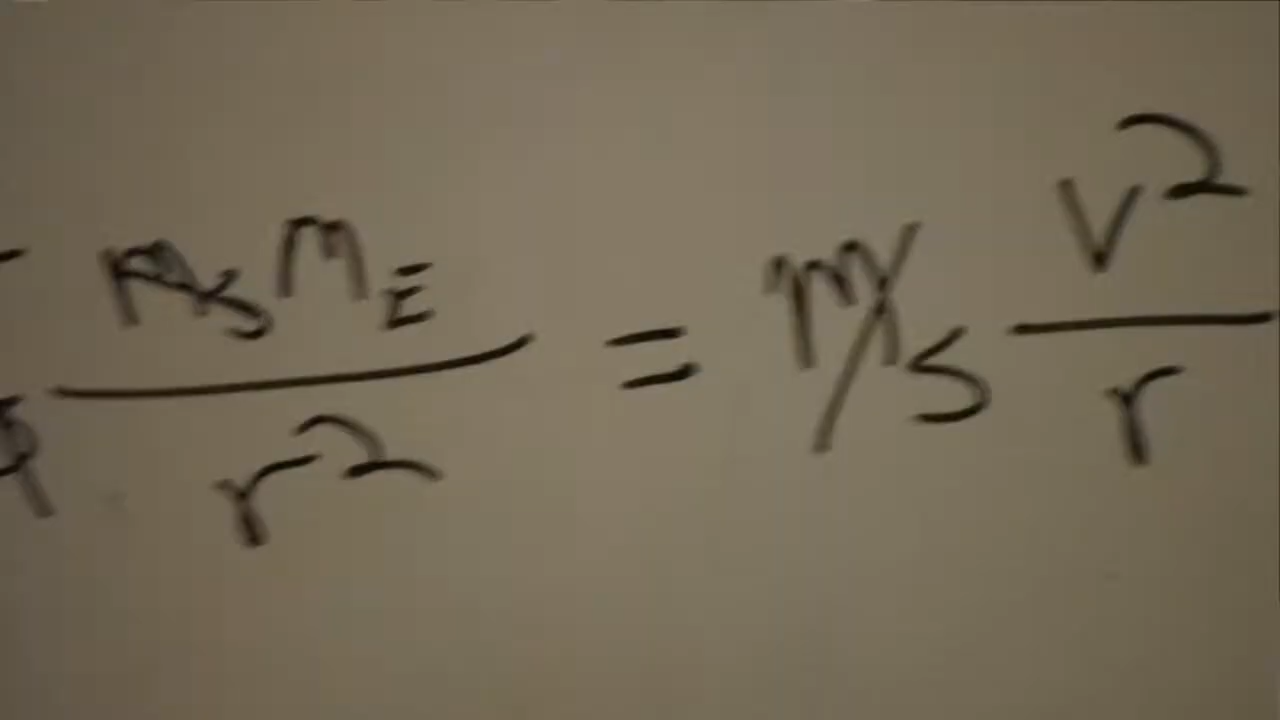 m_S m_E / r^2 = m_S v^2 / r